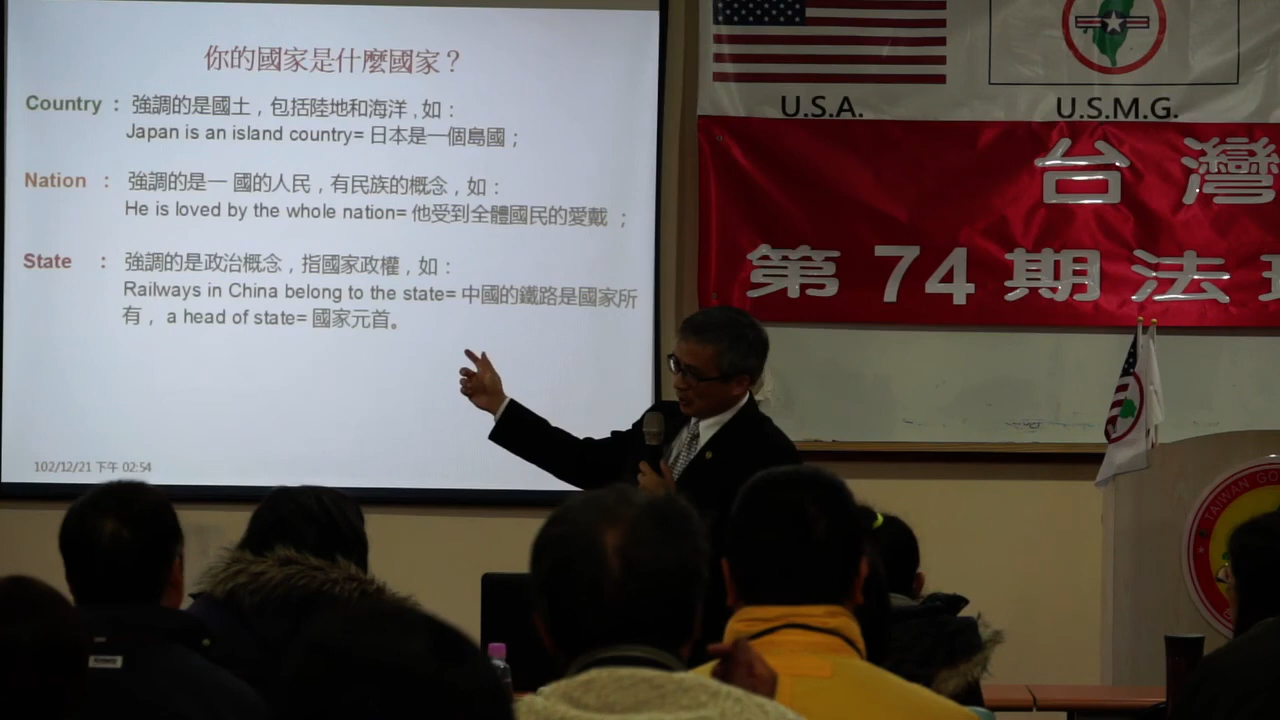 你的國家是什麼國家？
Country ： 強調的是國土，包括陸地和海洋，如：
Japan is an island country= 日本是一個島國；
Nation ： 強調的是一 國的人民，有民族的概念，如：
He is loved by the whole nation= 他受到全體國民的愛戴 ；
State ： 強調的是政治概念，指國家政權，如：
Railways in China belong to the state= 中國的鐵路是國家所
有， a head of state= 國家元首。
102/12/21 下午 02:54
U.S.A. U.S.M.G.
台灣
第74期法理
TAIWAN GO